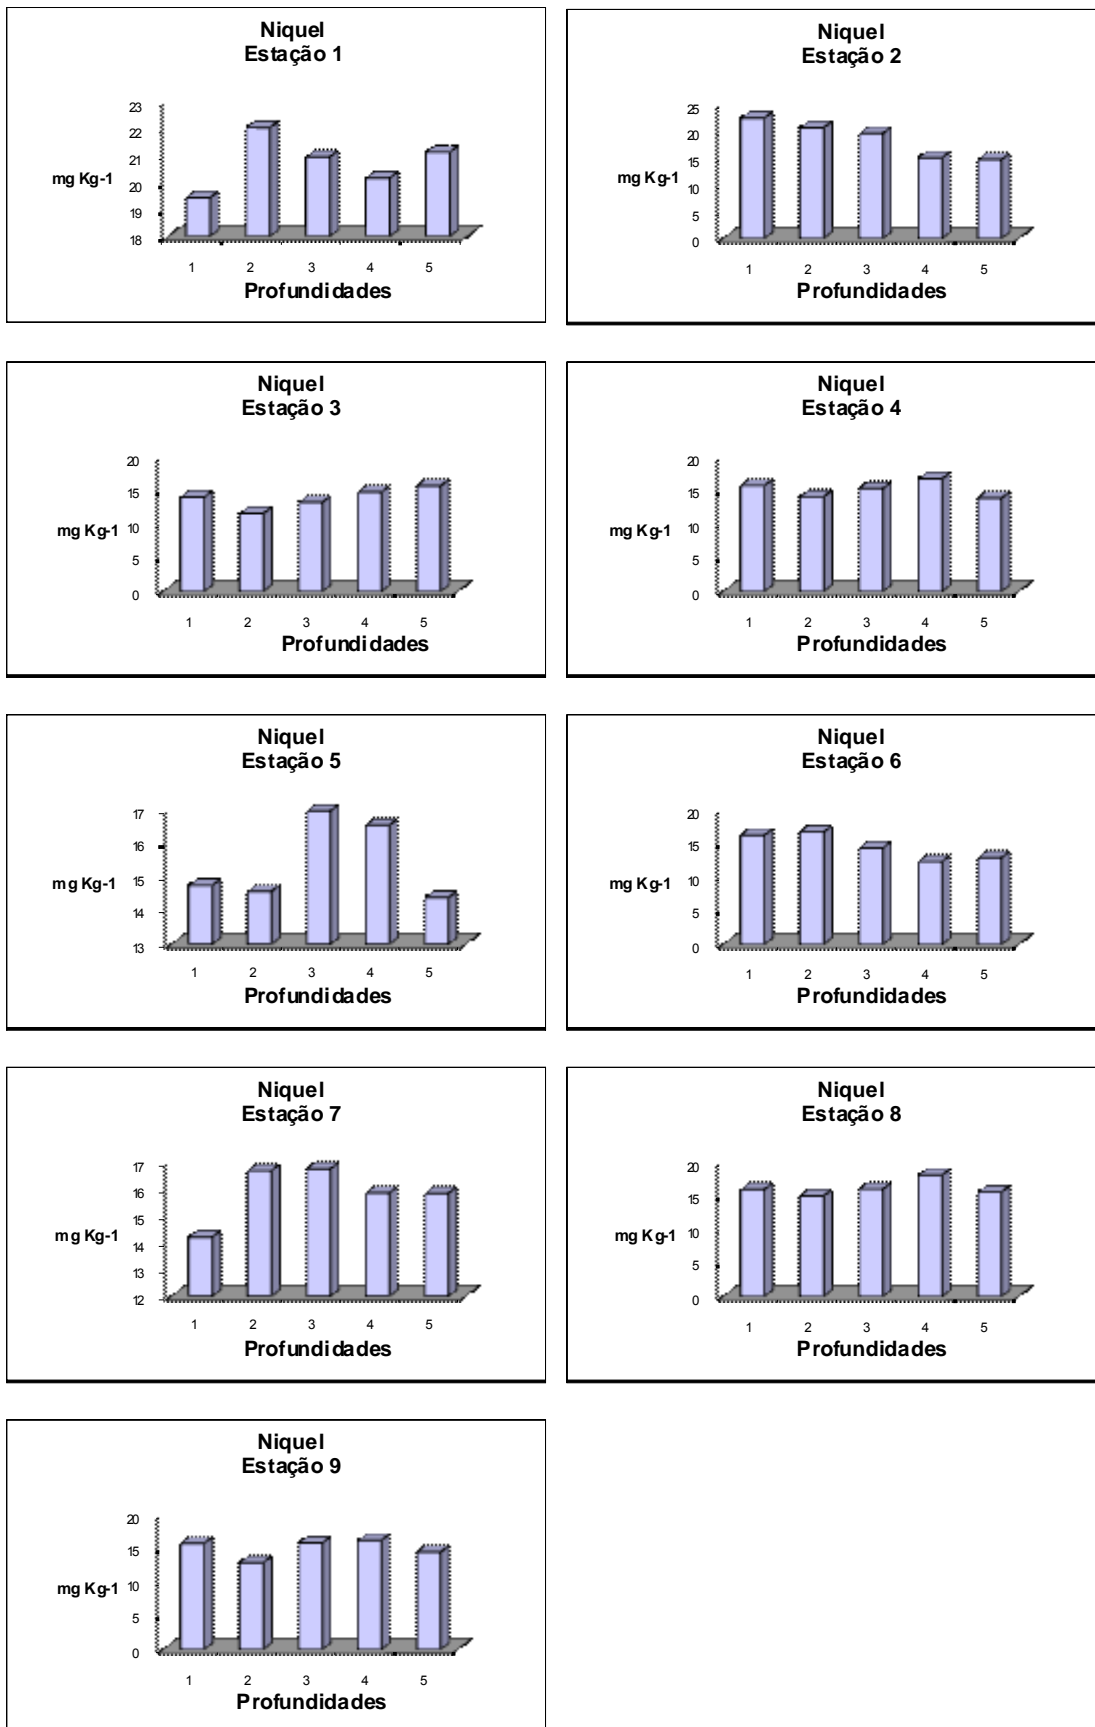 Niquel
Estação 1
23
22
21
20
19
18
mg Kg-1
1 2 3 4 5
Profundidades
Niquel
Estação 2
25
20
15
10
5
0
mg Kg-1
1 2 3 4 5
Profundidades
Niquel
Estação 3
20
15
10
5
0
mg Kg-1
1 2 3 4 5
Profundidades
Niquel
Estação 4
20
15
10
5
0
mg Kg-1
1 2 3 4 5
Profundidades
Niquel
Estação 5
17
16
15
14
13
mg Kg-1
1 2 3 4 5
Profundidades
Niquel
Estação 6
20
15
10
5
0
mg Kg-1
1 2 3 4 5
Profundidades
Niquel
Estação 7
17
16
15
14
13
12
mg Kg-1
1 2 3 4 5
Profundidades
Niquel
Estação 8
20
15
10
5
0
mg Kg-1
1 2 3 4 5
Profundidades
Niquel
Estação 9
20
15
10
5
0
mg Kg-1
1 2 3 4 5
Profundidades